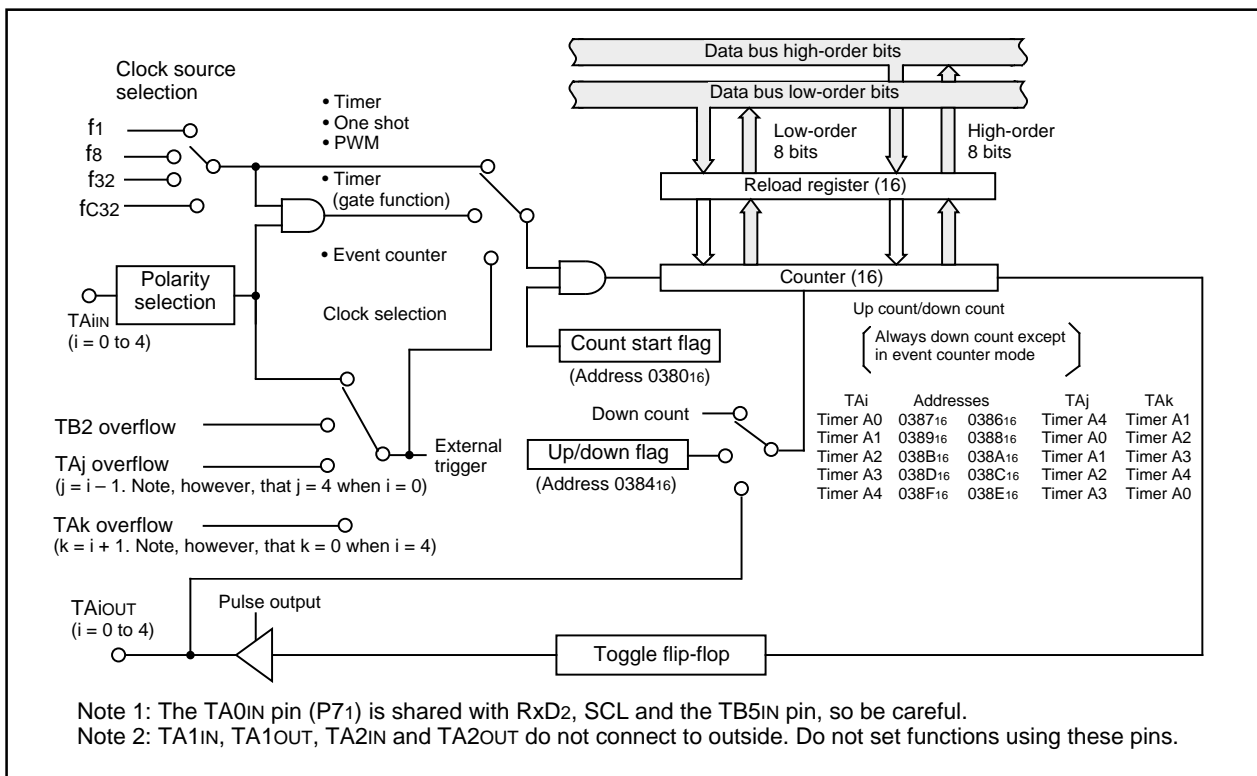 Clock source
selection
f1
f8
f32
fC32
• Timer
• One shot
• PWM
• Timer
(gate function)
• Event counter
Data bus high-order bits
Data bus low-order bits
Low-order
8 bits
High-order
8 bits
Reload register (16)
Counter (16)
Polarity
selection
TAiIN
(i = 0 to 4)
Clock selection
Up count/down count
Always down count except
in event counter mode
Count start flag
(Address 038016)
TB2 overflow
TAj overflow
(j = i – 1. Note, however, that j = 4 when i = 0)
External
trigger
TAk overflow
(k = i + 1. Note, however, that k = 0 when i = 4)
Down count
Up/down flag
(Address 038416)
TAi Addresses TAj TAk
Timer A0 038716 038616 Timer A4 Timer A1
Timer A1 038916 038816 Timer A0 Timer A2
Timer A2 038B16 038A16 Timer A1 Timer A3
Timer A3 038D16 038C16 Timer A2 Timer A4
Timer A4 038F16 038E16 Timer A3 Timer A0
TAiOUT
(i = 0 to 4)
Pulse output
Toggle flip-flop
Note 1: The TA0IN pin (P71) is shared with RxD2, SCL and the TB5IN pin, so be careful.
Note 2: TA1IN, TA1OUT, TA2IN and TA2OUT do not connect to outside. Do not set functions using these pins.